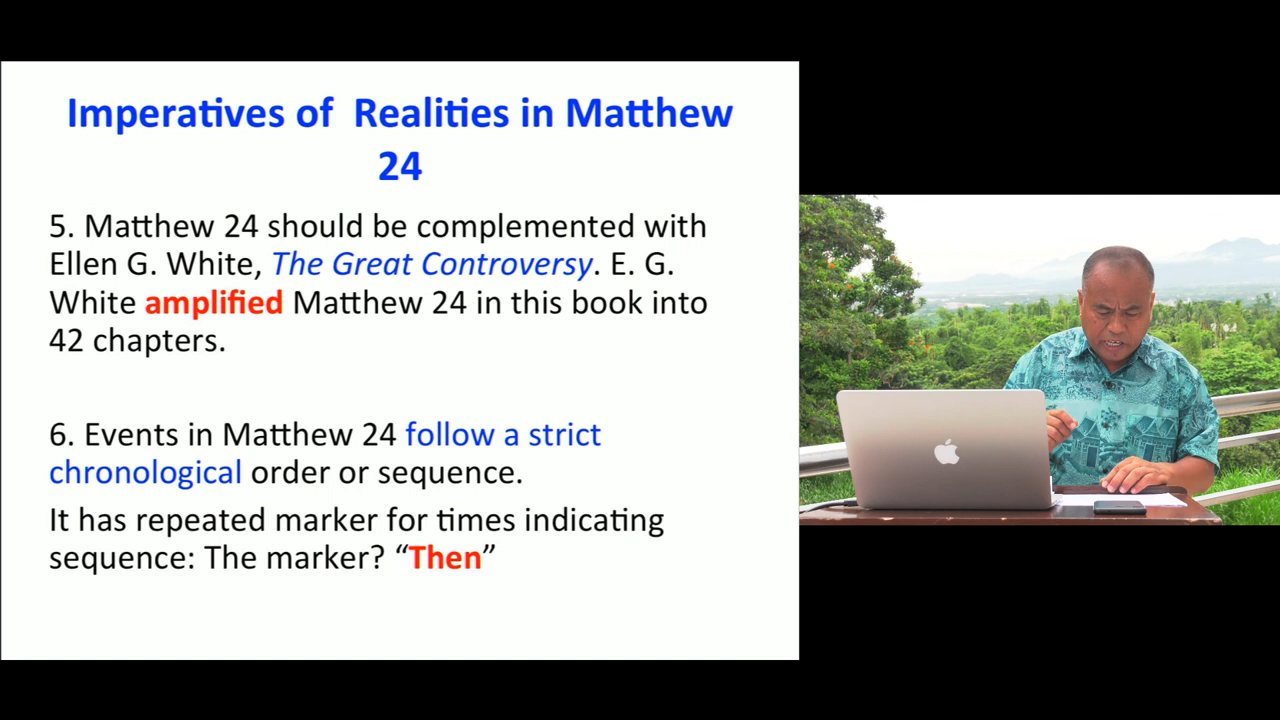 Imperatives of  Realities in Matthew
24
5. Matthew 24 should be complemented with
Ellen G. White, The Great Controversy. E. G.
White amplified Matthew 24 in this book into
42 chapters.
6. Events in Matthew 24 follow a strict
chronological order or sequence.
It has repeated marker for times indicating
sequence: The marker? “Then”